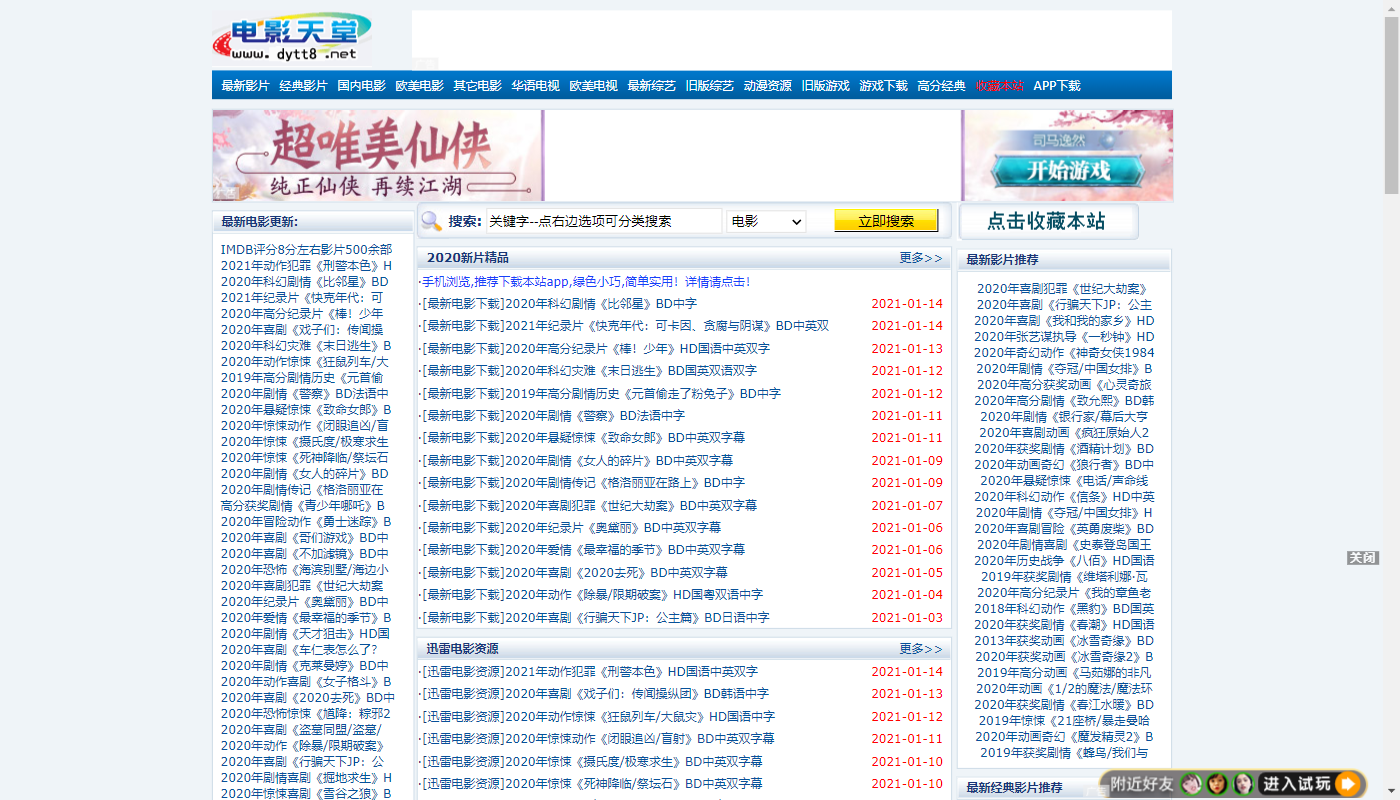 电影天堂
www. dytt8 .net
最新影片 经典影片 国内电影 欧美电影 其它电影 华语电视 欧美电视 最新综艺 旧版综艺 动漫资源 旧版游戏 游戏下载 高分经典 收藏本站 APP下载
超唯美仙侠
纯正仙侠 再续江湖
司马逸然
开始游戏
最新电影更新:
IMDB评分8分左右影片500余部
2021年动作犯罪《刑警本色》H
2020年科幻剧情《比邻星》BD
2021年纪录片《快克年代：可
2020年高分纪录片《棒！少年
2020年喜剧《戏子们：传闻操
2020年科幻灾难《末日逃生》B
2020年动作惊悚《狂鼠列车/大
2019年高分剧情历史《元首偷
2020年剧情《警察》BD法语中
2020年悬疑惊悚《致命女郎》B
2020年惊悚动作《闭眼追凶/盲
2020年惊悚《摄氏度/极寒求生
2020年惊悚《死神降临/祭坛石
2020年剧情《女人的碎片》BD
2020年剧情传记《格洛丽亚在
高分获奖剧情《青少年哪吒》B
2020年冒险动作《勇士迷踪》B
2020年喜剧《哥们游戏》BD中
2020年喜剧《不加滤镜》BD中
2020年恐怖《海滨别墅/海边小
2020年喜剧犯罪《世纪大劫案
2020年纪录片《奥黛丽》BD中
2020年爱情《最幸福的季节》B
2020年剧情《天才狙击》HD国
2020年喜剧《车仁表怎么了?
2020年剧情《克莱曼婷》BD中
2020年动作喜剧《女子格斗》B
2020年喜剧《2020去死》BD中
2020年恐怖惊悚《尪降：粽邪2
2020年喜剧《盗墓同盟/盗墓/
2020年动作《除暴/限期破案》
2020年喜剧《行骗天下JP：公
2020年剧情喜剧《掘地求生》H
2020年惊悚喜剧《雪谷之狼》B
搜索: 关键字--点右边选项可分类搜索 电影 立即搜索
2020新片精品 更多>>
·手机浏览,推荐下载本站app,绿色小巧,简单实用！详情请点击！
·[最新电影下载]2020年科幻剧情《比邻星》BD中字 2021-01-14
·[最新电影下载]2021年纪录片《快克年代：可卡因、贪腐与阴谋》BD中英双 2021-01-14
·[最新电影下载]2020年高分纪录片《棒！少年》HD国语中英双字 2021-01-13
·[最新电影下载]2020年科幻灾难《末日逃生》BD国英双语双字 2021-01-12
·[最新电影下载]2019年高分剧情历史《元首偷走了粉兔子》BD中字 2021-01-12
·[最新电影下载]2020年剧情《警察》BD法语中字 2021-01-11
·[最新电影下载]2020年悬疑惊悚《致命女郎》BD中英双字幕 2021-01-11
·[最新电影下载]2020年剧情《女人的碎片》BD中英双字幕 2021-01-09
·[最新电影下载]2020年剧情传记《格洛丽亚在路上》BD中字 2021-01-09
·[最新电影下载]2020年喜剧犯罪《世纪大劫案》BD中英双字幕 2021-01-07
·[最新电影下载]2020年纪录片《奥黛丽》BD中英双字幕 2021-01-06
·[最新电影下载]2020年爱情《最幸福的季节》BD中英双字幕 2021-01-06
·[最新电影下载]2020年喜剧《2020去死》BD中英双字幕 2021-01-05
·[最新电影下载]2020年动作《除暴/限期破案》HD国粤双语中字 2021-01-04
·[最新电影下载]2020年喜剧《行骗天下JP：公主篇》BD日语中字 2021-01-03
迅雷电影资源 更多>>
·[迅雷电影资源]2021年动作犯罪《刑警本色》HD国语中英双字 2021-01-14
·[迅雷电影资源]2020年喜剧《戏子们：传闻操纵团》BD韩语中字 2021-01-13
·[迅雷电影资源]2020年动作惊悚《狂鼠列车/大鼠灾》HD国语中字 2021-01-12
·[迅雷电影资源]2020年惊悚动作《闭眼追凶/盲射》BD中英双字幕 2021-01-11
·[迅雷电影资源]2020年惊悚《摄氏度/极寒求生》BD中英双字幕 2021-01-10
·[迅雷电影资源]2020年惊悚《死神降临/祭坛石》BD中英双字幕 2021-01-10
点击收藏本站
最新影片推荐
2020年喜剧犯罪《世纪大劫案》
2020年喜剧《行骗天下JP：公主
2020年喜剧《我和我的家乡》HD
2020年张艺谋执导《一秒钟》HD
2020年奇幻动作《神奇女侠1984
2020年剧情《夺冠/中国女排》B
2020年高分获奖动画《心灵奇旅
2020年高分剧情《致允熙》BD韩
2020年剧情《银行家/幕后大亨
2020年喜剧动画《疯狂原始人2
2020年获奖剧情《酒精计划》BD
2020年动画奇幻《狼行者》BD中
2020年悬疑惊悚《电话/声命线
2020年科幻动作《信条》HD中英
2020年剧情《夺冠/中国女排》H
2020年喜剧冒险《英勇废柴》BD
2020年剧情喜剧《史泰登岛国王
2020年历史战争《八佰》HD国语
2019年获奖剧情《维塔利娜·瓦
2020年高分纪录片《我的章鱼老
2018年科幻动作《黑豹》BD国英
2020年获奖剧情《春潮》HD国语
2013年获奖动画《冰雪奇缘》BD
2020年获奖动画《冰雪奇缘2》B
2019年高分动画《马茹娜的非凡
2020年动画《1/2的魔法/魔法环
2020年获奖剧情《春江水暖》BD
2019年惊悚《21座桥/暴走曼哈
2020年动画奇幻《魔发精灵2》B
2019年获奖剧情《蜂鸟/我们与
最新经典影片推荐
关闭
附近好友 进入试玩